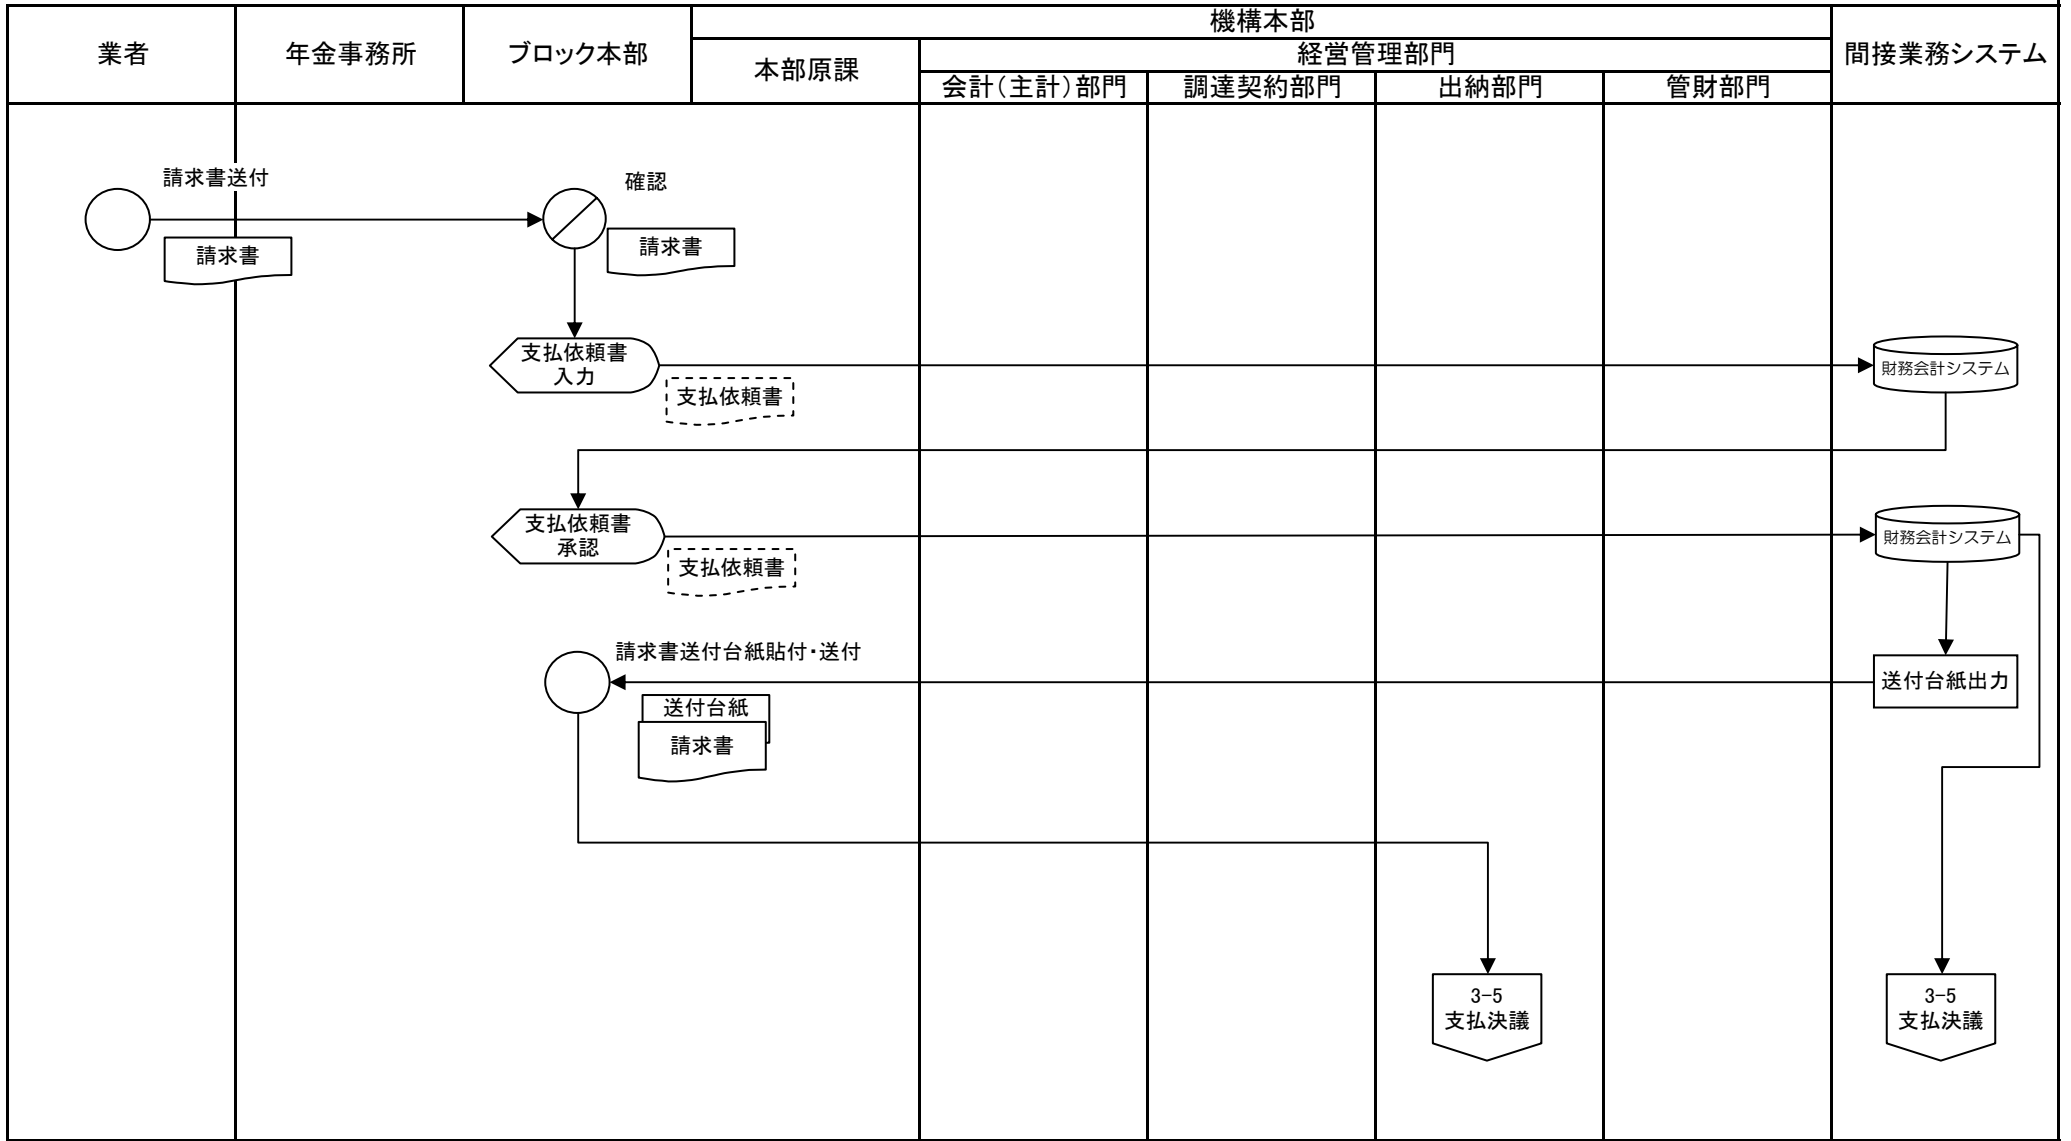 業者
年金事務所
ブロック本部
機構本部
本部原課
経営管理部門
会計（主計）部門
調達契約部門
出納部門
管財部門
間接業務システム
請求書送付
請求書
確認
請求書
支払依頼書
入力
支払依頼書
財務会計システム
支払依頼書
承認
支払依頼書
財務会計システム
請求書送付台紙貼付・送付
送付台紙
請求書
送付台紙出力
3-5
支払決議
3-5
支払決議